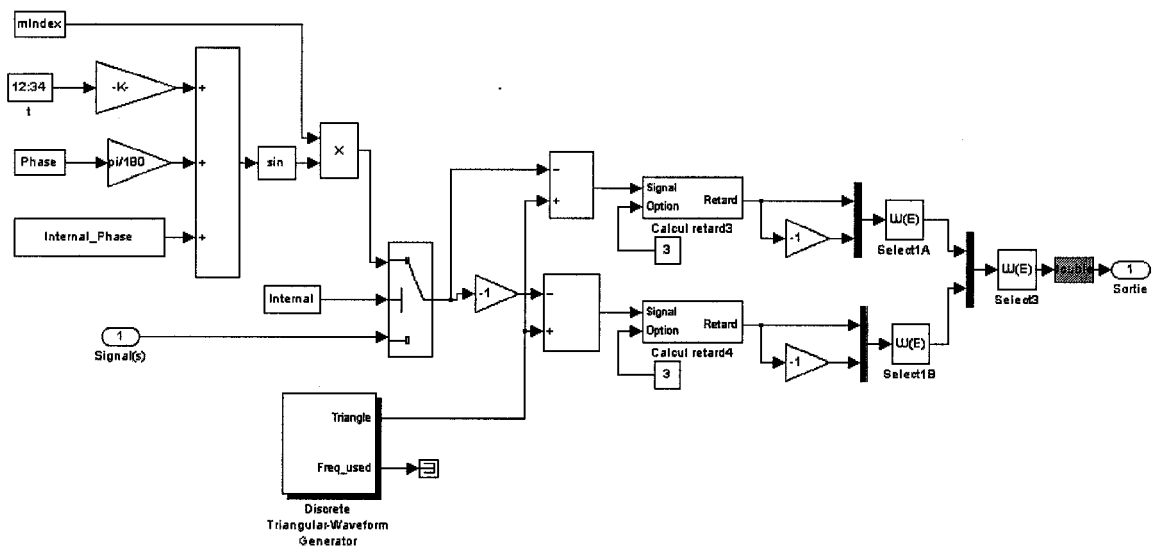 mIndex
12:34
t
-K-
+
Phase
pi/180
+
Internal_Phase
+
sin
×
Internal
1
Signal(s)
-1
−
+
−
+
Signal
Option
Retard
Calcul retard3
3
-1
U(E)
Select1A
Signal
Option
Retard
Calcul retard4
3
-1
U(E)
Select1B
U(E)
Select3
double
1
Sortie
Triangle
Freq_used
Discrete
Triangular-Waveform
Generator